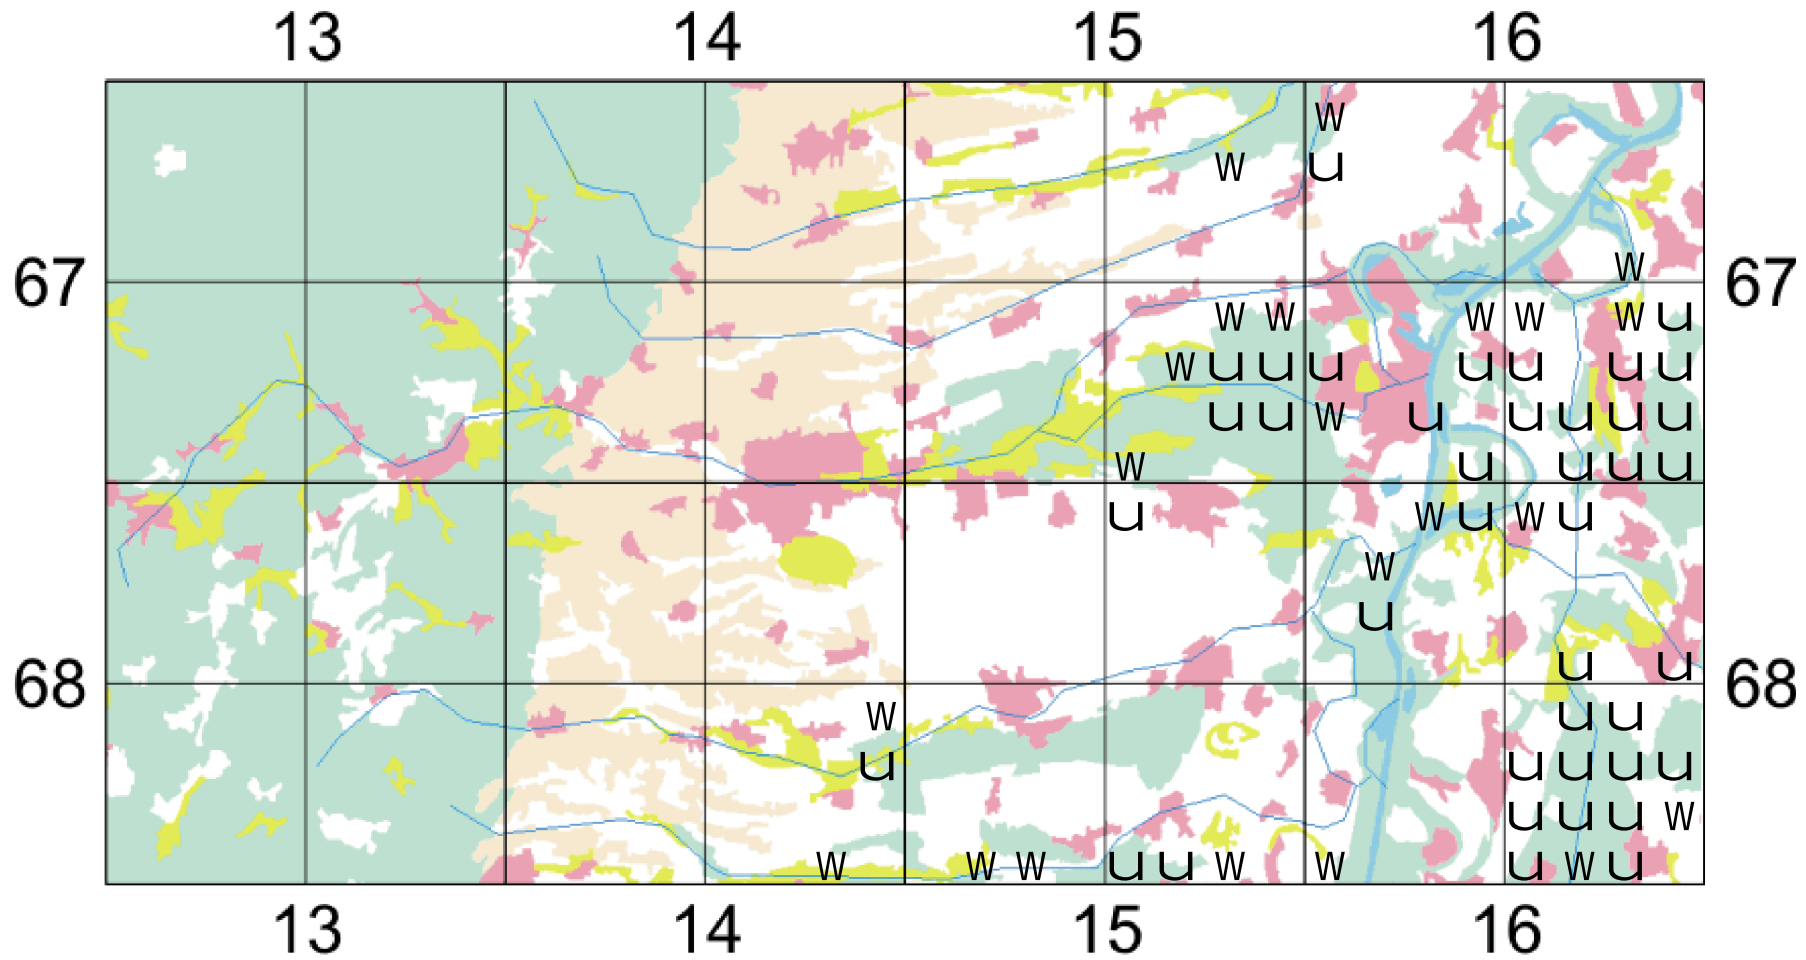 13 14 15 16
w
w u
67 w 67
w w w w w u
w u u u u u u u
u u w u u u u u
w u u u u
u w u w u
w
u
u u
68 68
w u u
u u u u u
u u u w
w w w u u w w u w u
13 14 15 16